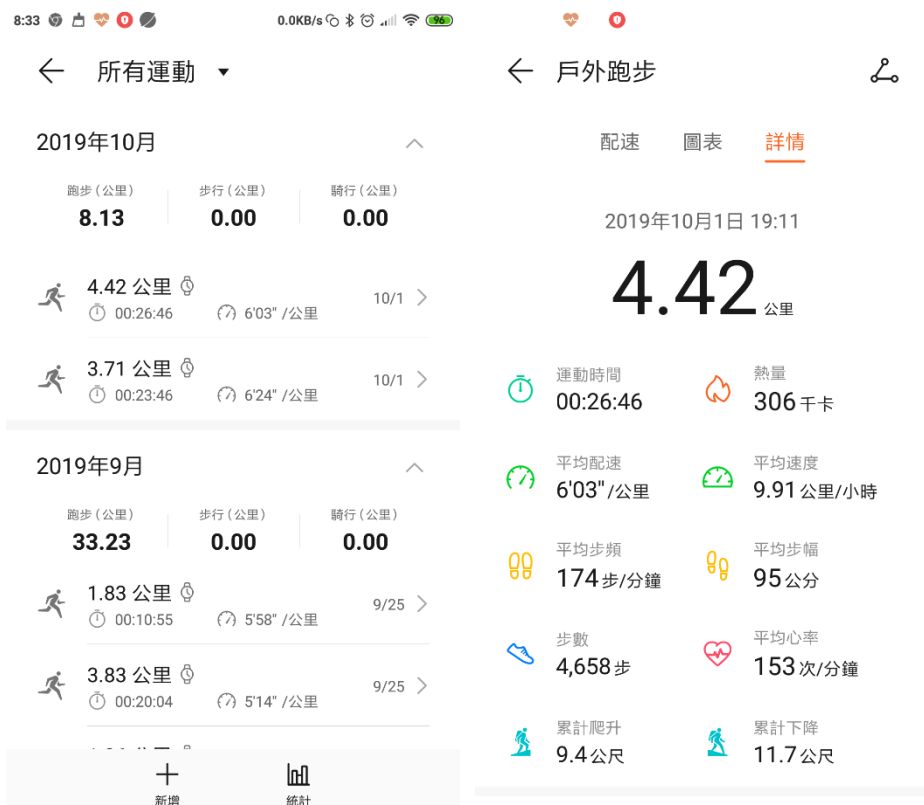 8:33
0.0KB/s
96
所有運動
2019年10月
跑步(公里) 步行(公里) 騎行(公里)
8.13 0.00 0.00
4.42 公里
00:26:46 6'03" /公里
10/1
3.71 公里
00:23:46 6'24" /公里
10/1
2019年9月
跑步(公里) 步行(公里) 騎行(公里)
33.23 0.00 0.00
1.83 公里
00:10:55 5'58" /公里
9/25
3.83 公里
00:20:04 5'14" /公里
9/25
新增 統計
戶外跑步
配速 圖表 詳情
2019年10月1日 19:11
4.42 公里
運動時間 熱量
00:26:46 306 千卡
平均配速 平均速度
6'03" /公里 9.91 公里/小時
平均步頻 平均步幅
174 步/分鐘 95 公分
步數 平均心率
4,658 步 153 次/分鐘
累計爬升 累計下降
9.4 公尺 11.7 公尺